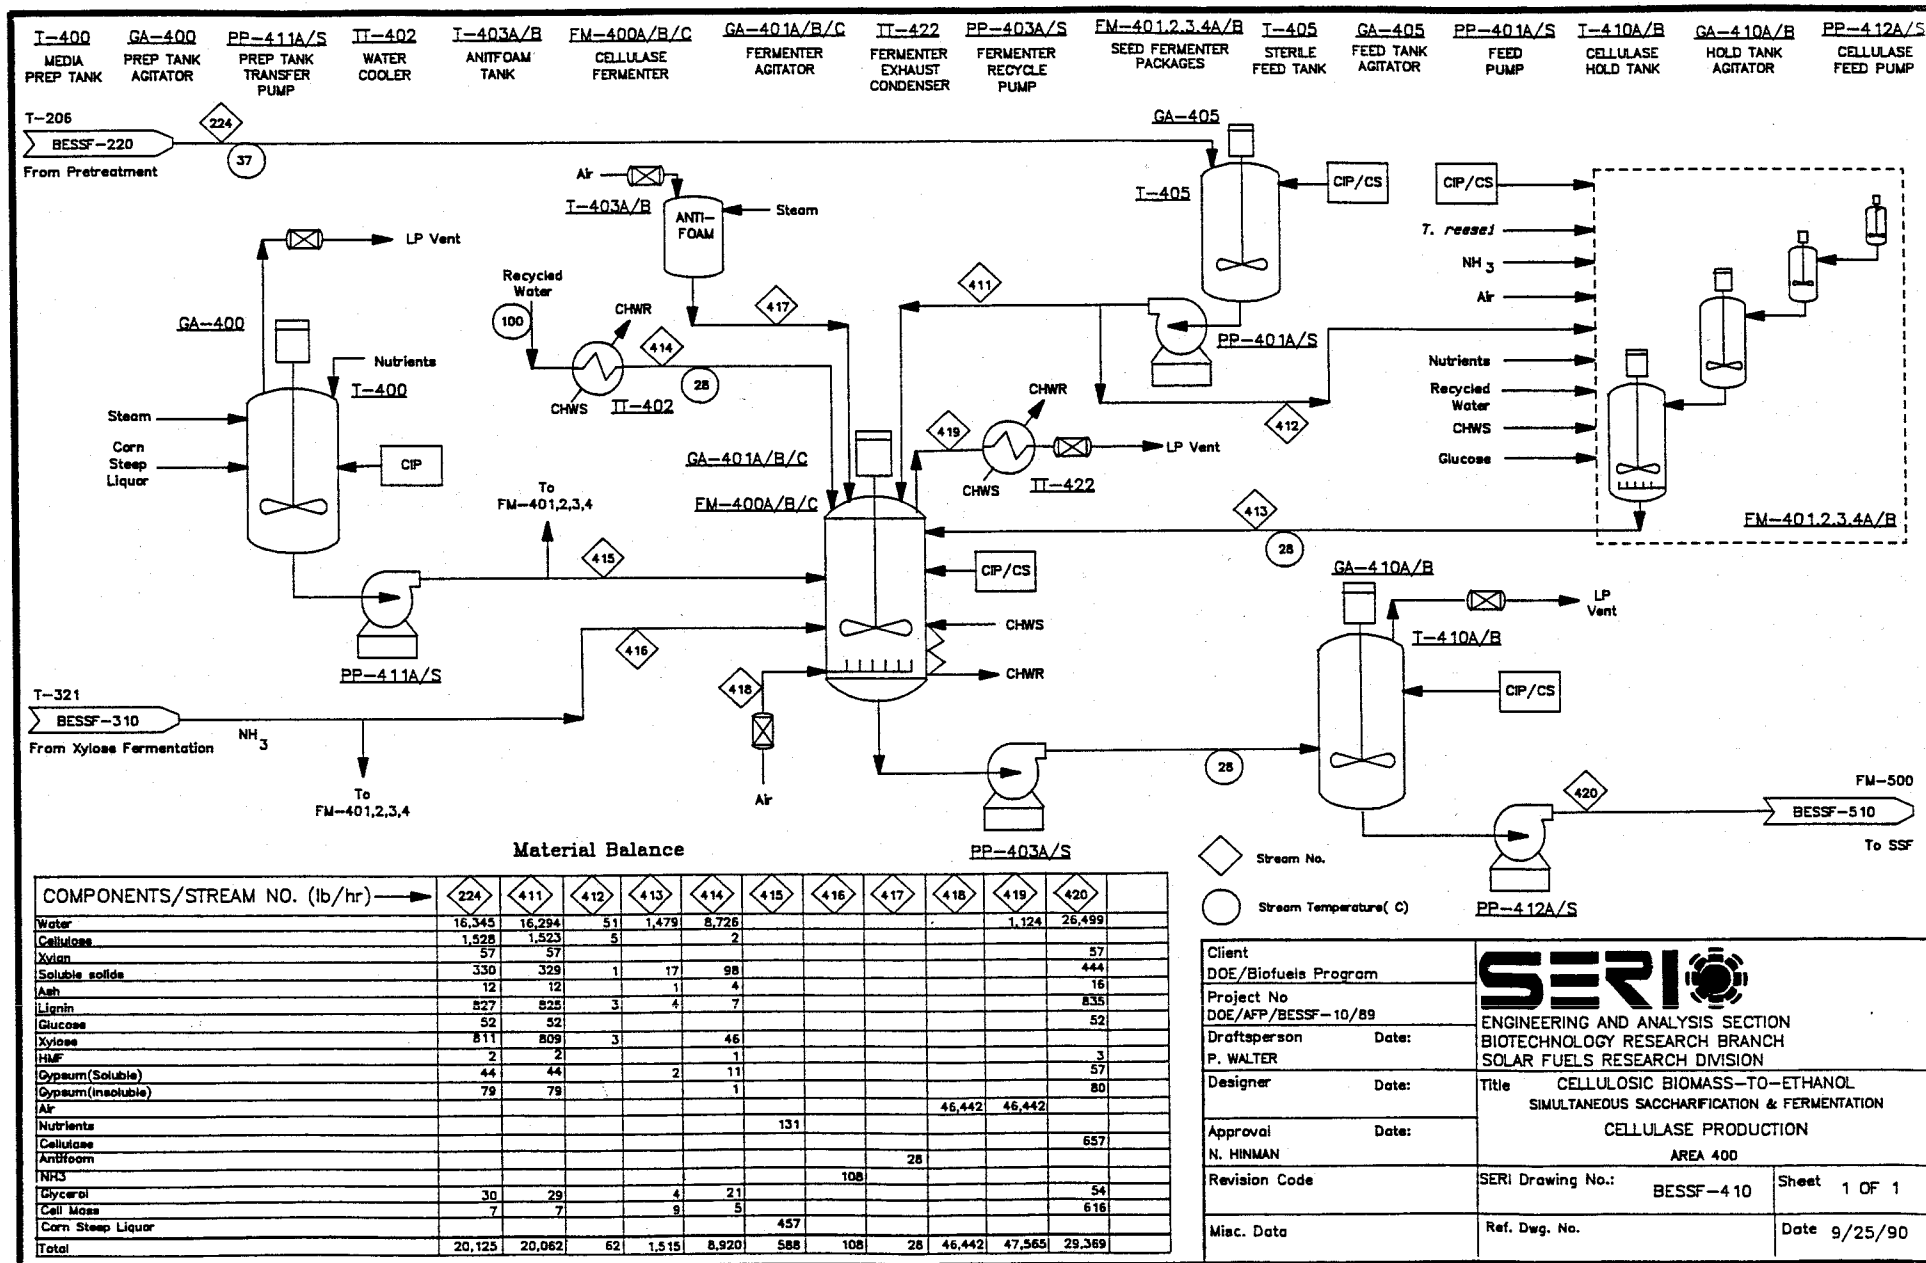 T-400
MEDIA
PREP TANK
GA-400
PREP TANK
AGITATOR
PP-411A/S
PREP TANK
TRANSFER
PUMP
TT-402
WATER
COOLER
T-403A/B
ANTIFOAM
TANK
FM-400A/B/C
CELLULASE
FERMENTER
GA-401A/B/C
FERMENTER
AGITATOR
TT-422
FERMENTER
EXHAUST
CONDENSER
PP-403A/S
FERMENTER
RECYCLE
PUMP
FM-401,2,3,4A/B
SEED FERMENTER
PACKAGES
T-405
STERILE
FEED TANK
GA-405
FEED TANK
AGITATOR
PP-401A/S
FEED
PUMP
T-410A/B
CELLULASE
HOLD TANK
GA-410A/B
HOLD TANK
AGITATOR
PP-412A/S
CELLULASE
FEED PUMP
T-206
BESSF-220
From Pretreatment
224
37
Air
T-403A/B
ANTI-
FOAM
Steam
GA-405
T-405
CIP/CS
CIP/CS
T. reesei
NH3
Air
Nutrients
Recycled
Water
CHWS
Glucose
FM-401,2,3,4A/B
LP Vent
GA-400
Nutrients
T-400
Steam
Corn
Steep
Liquor
CIP
Recycled
Water
100
CHWR
CHWS
TT-402
414
28
417
411
PP-401A/S
412
419
CHWR
CHWS
TT-422
LP Vent
GA-401A/B/C
FM-400A/B/C
413
28
To
FM-401,2,3,4
415
PP-411A/S
CIP/CS
CHWS
CHWR
416
418
Air
T-321
BESSF-310
From Xylose Fermentation
NH3
To
FM-401,2,3,4
GA-410A/B
LP
Vent
T-410A/B
CIP/CS
28
PP-403A/S
420
FM-500
BESSF-510
To SSF
PP-412A/S
Stream No.
Stream Temperature( C)
Material Balance
COMPONENTS/STREAM NO. (lb/hr) 224 411 412 413 414 415 416 417 418 419 420
Water 16,345 16,294 51 1,479 8,726 1,124 26,499
Cellulose 1,528 1,523 5 2
Xylan 57 57 57
Soluble solids 330 329 1 17 98 444
Ash 12 12 1 4 16
Lignin 827 825 3 4 7 835
Glucose 52 52 52
Xylose 811 809 3 46
HMF 2 2 1 3
Gypsum(Soluble) 44 44 2 11 57
Gypsum(insoluble) 79 79 1 80
Air 46,442 46,442
Nutrients 131
Cellulase 657
Antifoam 28
NH3 108
Glycerol 30 29 4 21 54
Cell Mass 7 7 9 5 616
Corn Steep Liquor 457
Total 20,125 20,062 62 1,515 8,920 588 108 28 46,442 47,565 29,369
Client
DOE/Biofuels Program
Project No
DOE/AFP/BESSF-10/89
Draftsperson Date:
P. WALTER
Designer Date:
Approval Date:
N. HINMAN
Revision Code
Misc. Data
SERI
ENGINEERING AND ANALYSIS SECTION
BIOTECHNOLOGY RESEARCH BRANCH
SOLAR FUELS RESEARCH DIVISION
Title CELLULOSIC BIOMASS-TO-ETHANOL
SIMULTANEOUS SACCHARIFICATION & FERMENTATION
CELLULASE PRODUCTION
AREA 400
SERI Drawing No.: BESSF-410
Sheet 1 OF 1
Ref. Dwg. No.
Date 9/25/90